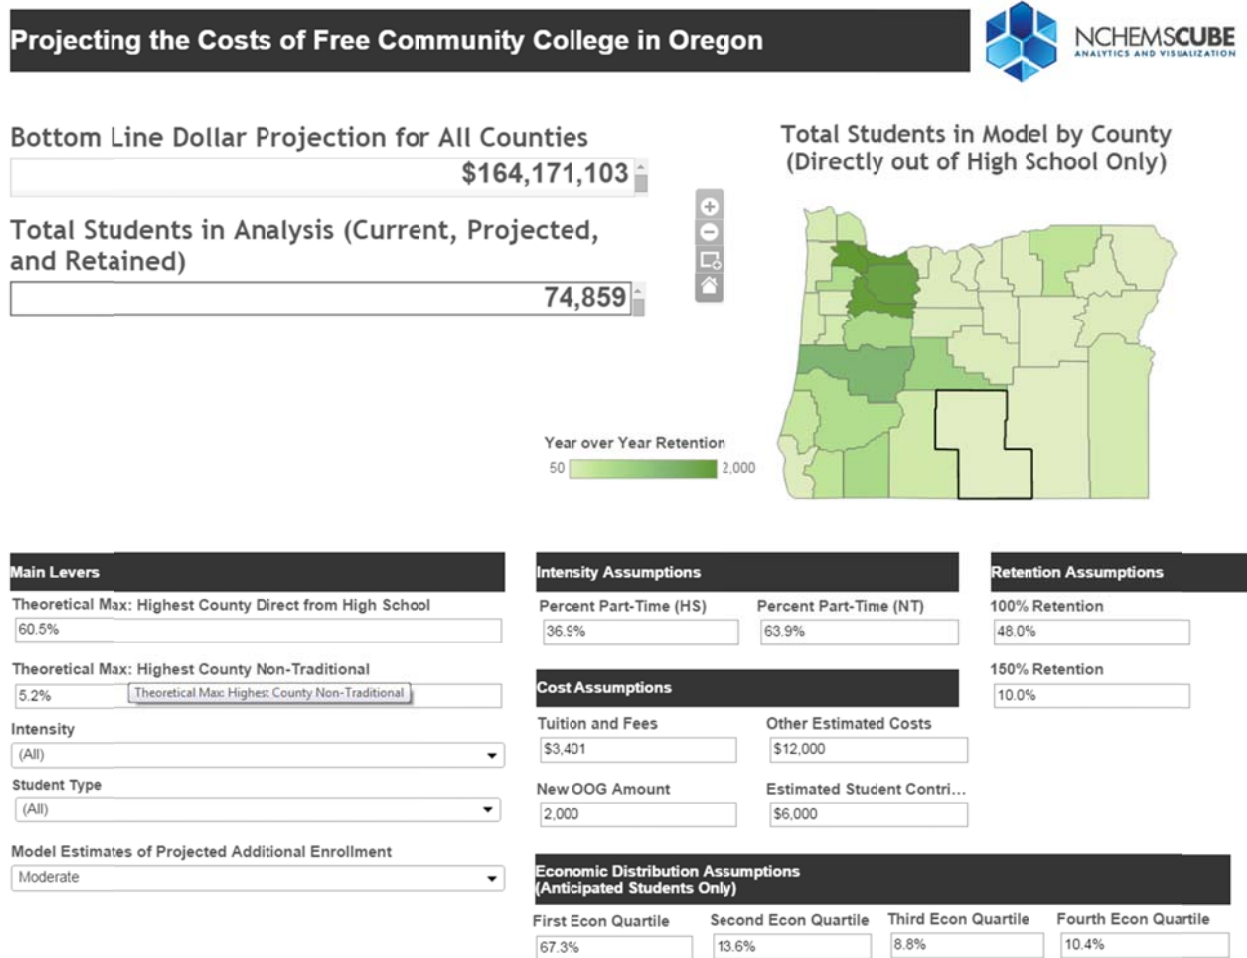 Projecting the Costs of Free Community College in Oregon
NCHEMSCUBE
ANALYTICS AND VISUALIZATION
Bottom Line Dollar Projection for All Counties
$164,171,103
Total Students in Analysis (Current, Projected,
and Retained)
74,859
Total Students in Model by County
(Directly out of High School Only)
Year over Year Retention
50
2,000
Main Levers
Theoretical Max: Highest County Direct from High School
60.5%
Theoretical Max: Highest County Non-Traditional
5.2%
Theoretical Max: Highest County Non-Traditional
Intensity
(All)
Student Type
(All)
Model Estimates of Projected Additional Enrollment
Moderate
Intensity Assumptions
Percent Part-Time (HS)
Percent Part-Time (NT)
36.9%
63.9%
Cost Assumptions
Tuition and Fees
Other Estimated Costs
$3,401
$12,000
New OOG Amount
Estimated Student Contri...
2,000
$6,000
Retention Assumptions
100% Retention
48.0%
150% Retention
10.0%
Economic Distribution Assumptions
(Anticipated Students Only)
First Econ Quartile
Second Econ Quartile
Third Econ Quartile
Fourth Econ Quartile
67.3%
13.6%
8.8%
10.4%